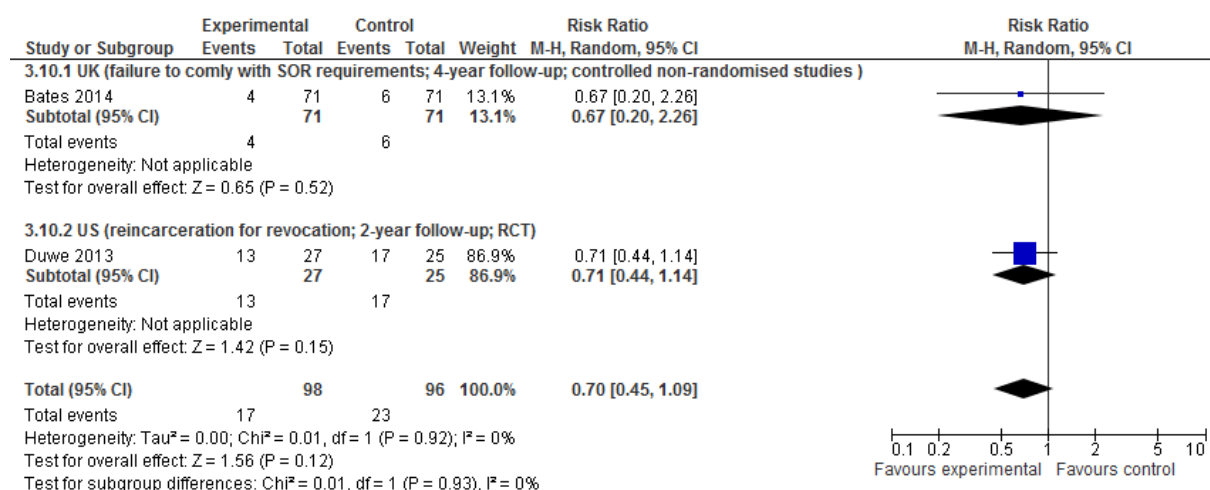 Experimental Control Risk Ratio Risk Ratio
Study or Subgroup Events Total Events Total Weight M-H, Random, 95% CI M-H, Random, 95% CI
3.10.1 UK (failure to comly with SOR requirements; 4-year follow-up; controlled non-randomised studies )
Bates 2014 4 71 6 71 13.1% 0.67 [0.20, 2.26]
Subtotal (95% CI) 71 71 13.1% 0.67 [0.20, 2.26]
Total events 4 6
Heterogeneity: Not applicable
Test for overall effect: Z = 0.65 (P = 0.52)
3.10.2 US (reincarceration for revocation; 2-year follow-up; RCT)
Duwe 2013 13 27 17 25 86.9% 0.71 [0.44, 1.14]
Subtotal (95% CI) 27 25 86.9% 0.71 [0.44, 1.14]
Total events 13 17
Heterogeneity: Not applicable
Test for overall effect: Z = 1.42 (P = 0.15)
Total (95% CI) 98 96 100.0% 0.70 [0.45, 1.09]
Total events 17 23
Heterogeneity: Tau² = 0.00; Chi² = 0.01, df = 1 (P = 0.92); I² = 0%
Test for overall effect: Z = 1.56 (P = 0.12)
Test for subgroup differences: Chi² = 0.01, df = 1 (P = 0.93), I² = 0%
0.1 0.2 0.5 1 2 5 10
Favours experimental Favours control